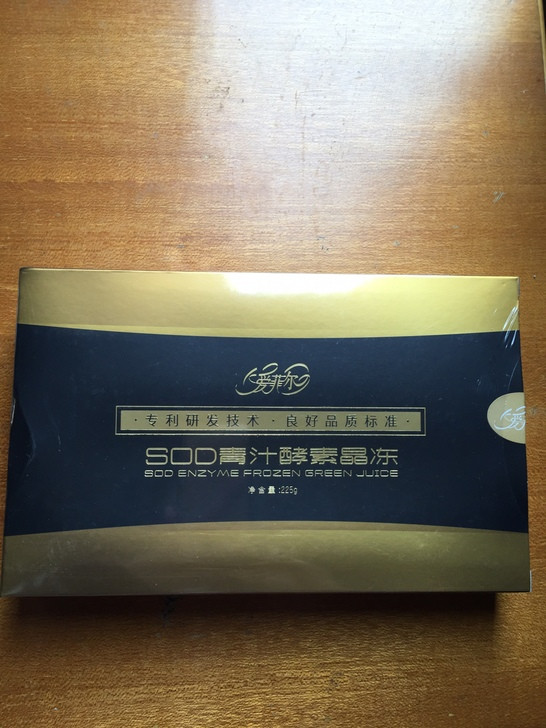 爱菲尔
·专利研发技术·良好品质标准·
SOD青汁酵素晶冻
SOD ENZYME FROZEN GREEN JUICE
净含量:225g
爱